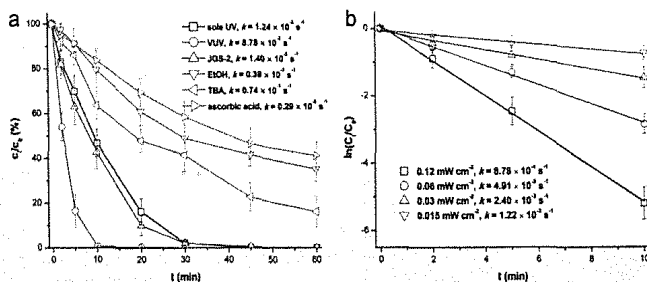 a
b
sole UV, k = 1.24 × 10⁻³ s⁻¹
VUV, k = 8.78 × 10⁻³ s⁻¹
JGS-2, k = 1.40 × 10⁻³ s⁻¹
EtOH, k = 0.38 × 10⁻³ s⁻¹
TBA, k = 0.74 × 10⁻³ s⁻¹
ascorbic acid, k = 0.29 × 10⁻³ s⁻¹
100
80
60
40
20
0
0 10 20 30 40 50 60
t (min)
0
-2
-4
-6
0.12 mW cm⁻², k = 8.78 × 10⁻³ s⁻¹
0.06 mW cm⁻², k = 4.91 × 10⁻³ s⁻¹
0.03 mW cm⁻², k = 2.40 × 10⁻³ s⁻¹
0.015 mW cm⁻², k = 1.22 × 10⁻³ s⁻¹
0 2 4 6 8 10
t (min)